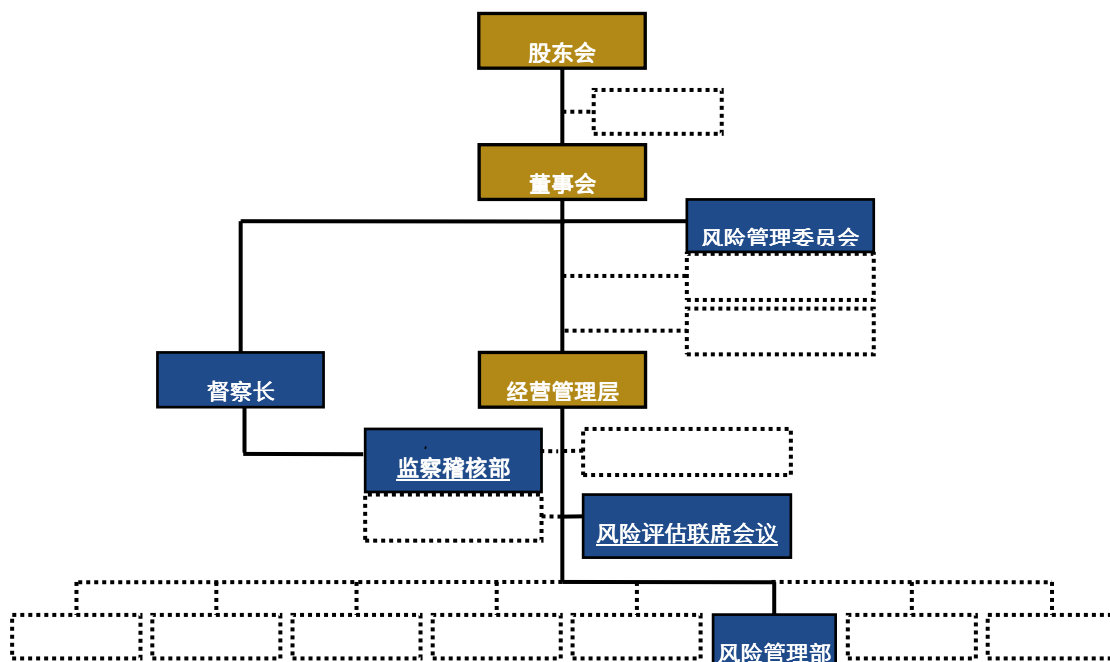 股东会
董事会
风险管理委员会
督察长
经营管理层
监察稽核部
风险评估联席会议
风险管理部